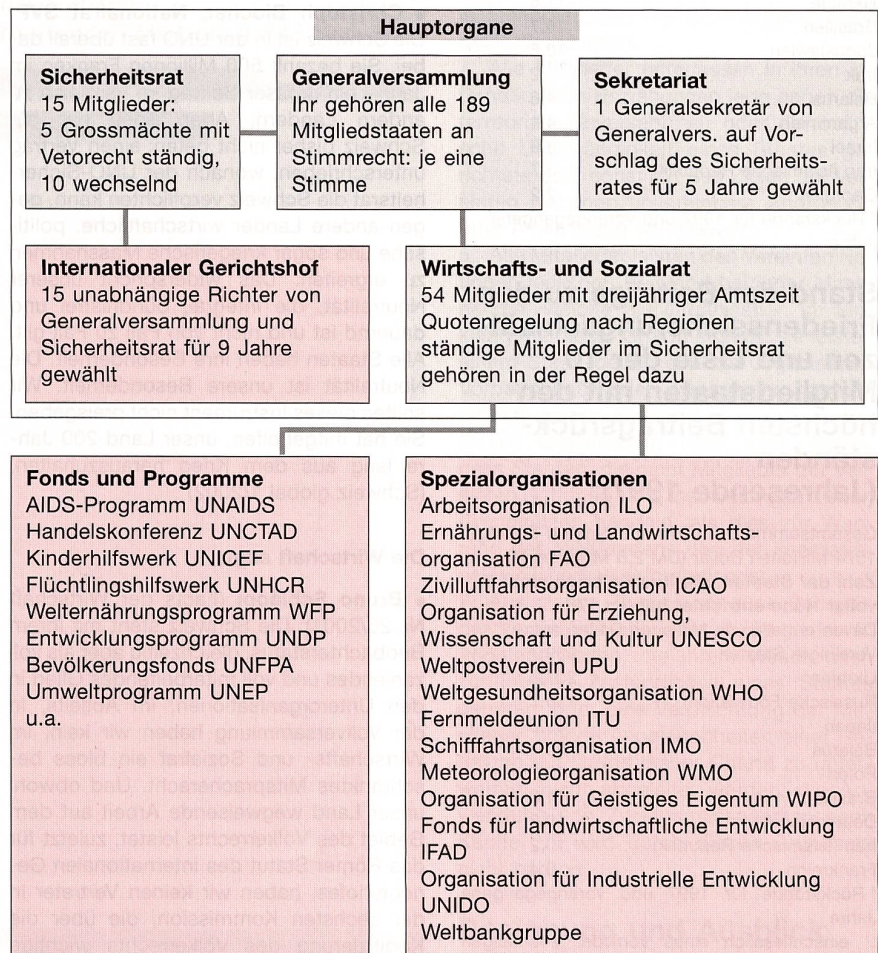 Hauptorgane
Sicherheitsrat
15 Mitglieder:
5 Grossmächte mit
Vetorecht ständig,
10 wechselnd
Generalversammlung
Ihr gehören alle 189
Mitgliedstaaten an
Stimmrecht: je eine
Stimme
Sekretariat
1 Generalsekretär von
Generalvers. auf Vor-
schlag des Sicherheits-
rates für 5 Jahre gewählt
Internationaler Gerichtshof
15 unabhängige Richter von
Generalversammlung und
Sicherheitsrat für 9 Jahre
gewählt
Wirtschafts- und Sozialrat
54 Mitglieder mit dreijähriger Amtszeit
Quotenregelung nach Regionen
ständige Mitglieder im Sicherheitsrat
gehören in der Regel dazu
Fonds und Programme
AIDS-Programm UNAIDS
Handelskonferenz UNCTAD
Kinderhilfswerk UNICEF
Flüchtlingshilfswerk UNHCR
Welternährungsprogramm WFP
Entwicklungsprogramm UNDP
Bevölkerungsfonds UNFPA
Umweltprogramm UNEP
u.a.
Spezialorganisationen
Arbeitsorganisation ILO
Ernährungs- und Landwirtschafts-
organisation FAO
Zivilluftfahrtorganisation ICAO
Organisation für Erziehung,
Wissenschaft und Kultur UNESCO
Weltpostverein UPU
Weltgesundheitsorganisation WHO
Fernmeldeunion ITU
Schifffahrtsorganisation IMO
Meteorologieorganisation WMO
Organisation für Geistiges Eigentum WIPO
Fonds für landwirtschaftliche Entwicklung
IFAD
Organisation für Industrielle Entwicklung
UNIDO
Weltbankgruppe